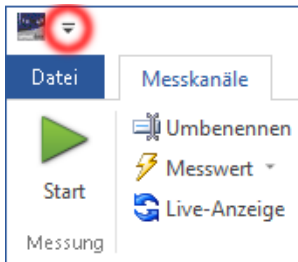 Datei
Messkanäle
Start
Umbenennen
Messwert
Live-Anzeige
Messung